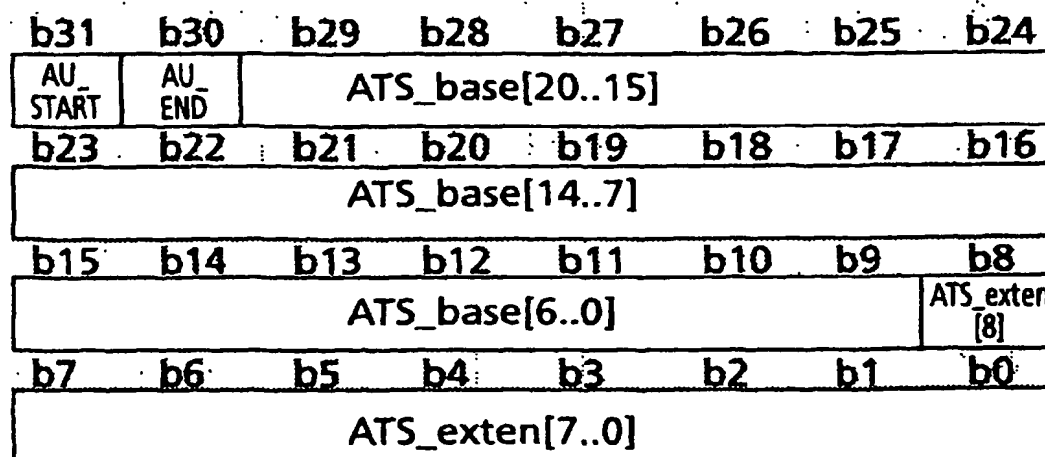 b31 b30 b29 b28 b27 b26 b25 b24
AU_ START AU_ END ATS_base[20..15]
b23 b22 b21 b20 b19 b18 b17 b16
ATS_base[14..7]
b15 b14 b13 b12 b11 b10 b9 b8
ATS_base[6..0] ATS_exten [8]
b7 b6 b5 b4 b3 b2 b1 b0
ATS_exten[7..0]